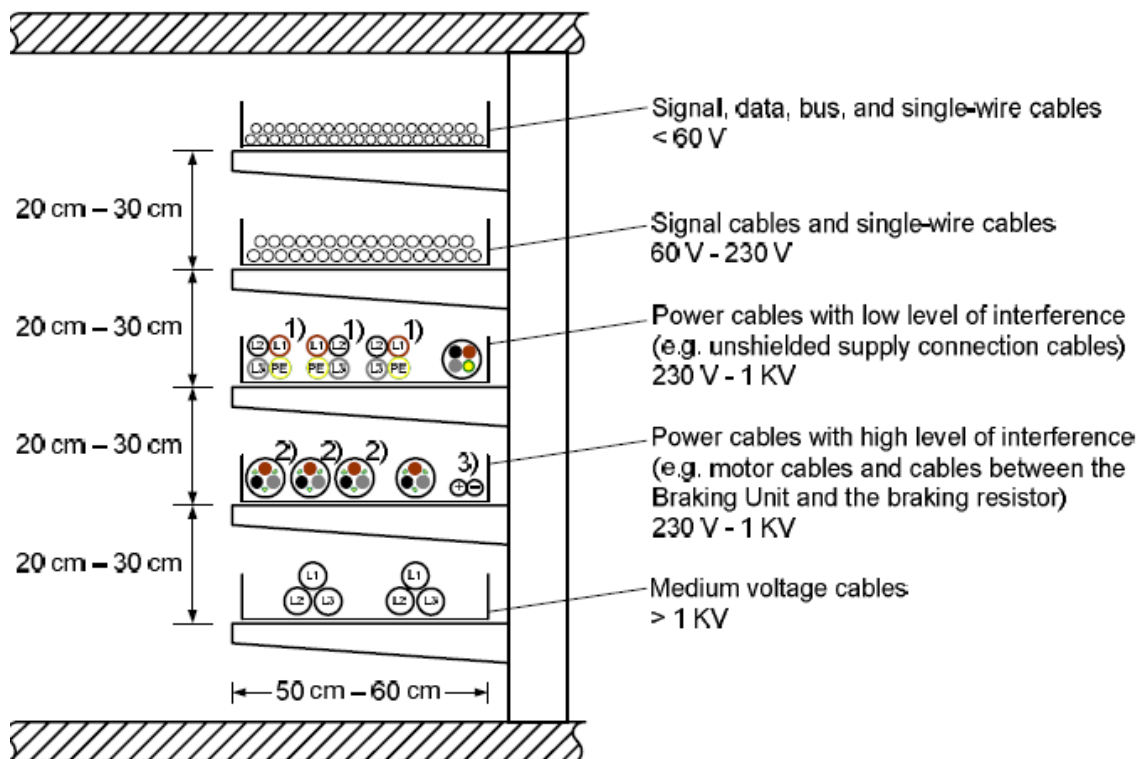 Signal, data, bus, and single-wire cables
< 60 V
20 cm – 30 cm
Signal cables and single-wire cables
60 V - 230 V
20 cm – 30 cm
1) 1) 1)
L2 L1 L1 L2 L2 L1
L3 PE PE L3 L3 PE
Power cables with low level of interference
(e.g. unshielded supply connection cables)
230 V - 1 KV
20 cm – 30 cm
2) 2) 2) 3)
+ −
Power cables with high level of interference
(e.g. motor cables and cables between the
Braking Unit and the braking resistor)
230 V - 1 KV
20 cm – 30 cm
L1 L1
L2 L3 L2 L3
Medium voltage cables
> 1 KV
50 cm – 60 cm